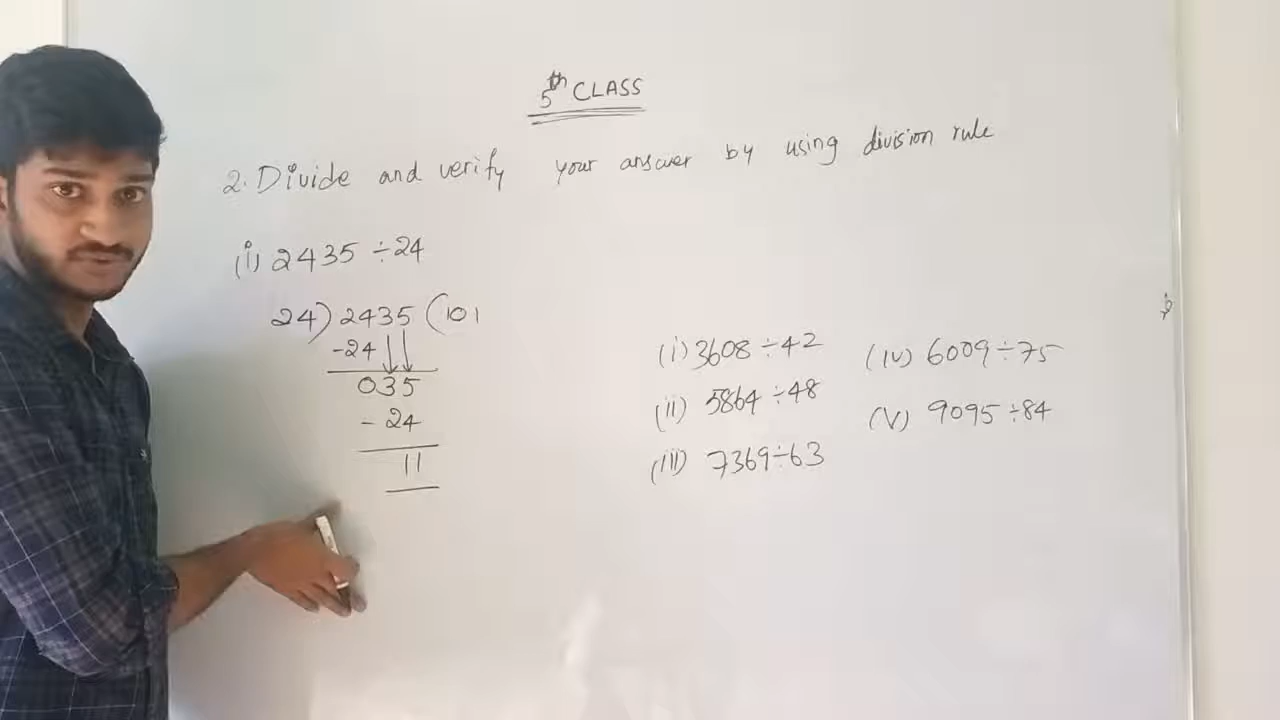 5th CLASS
2. Divide and verify your answer by using division rule
(i) 2435 ÷ 24
24) 2435 (101
-24
035
- 24
11
(i) 3608 ÷ 42
(ii) 5864 ÷ 48
(iii) 7369 ÷ 63
(iv) 6009 ÷ 75
(v) 9095 ÷ 84